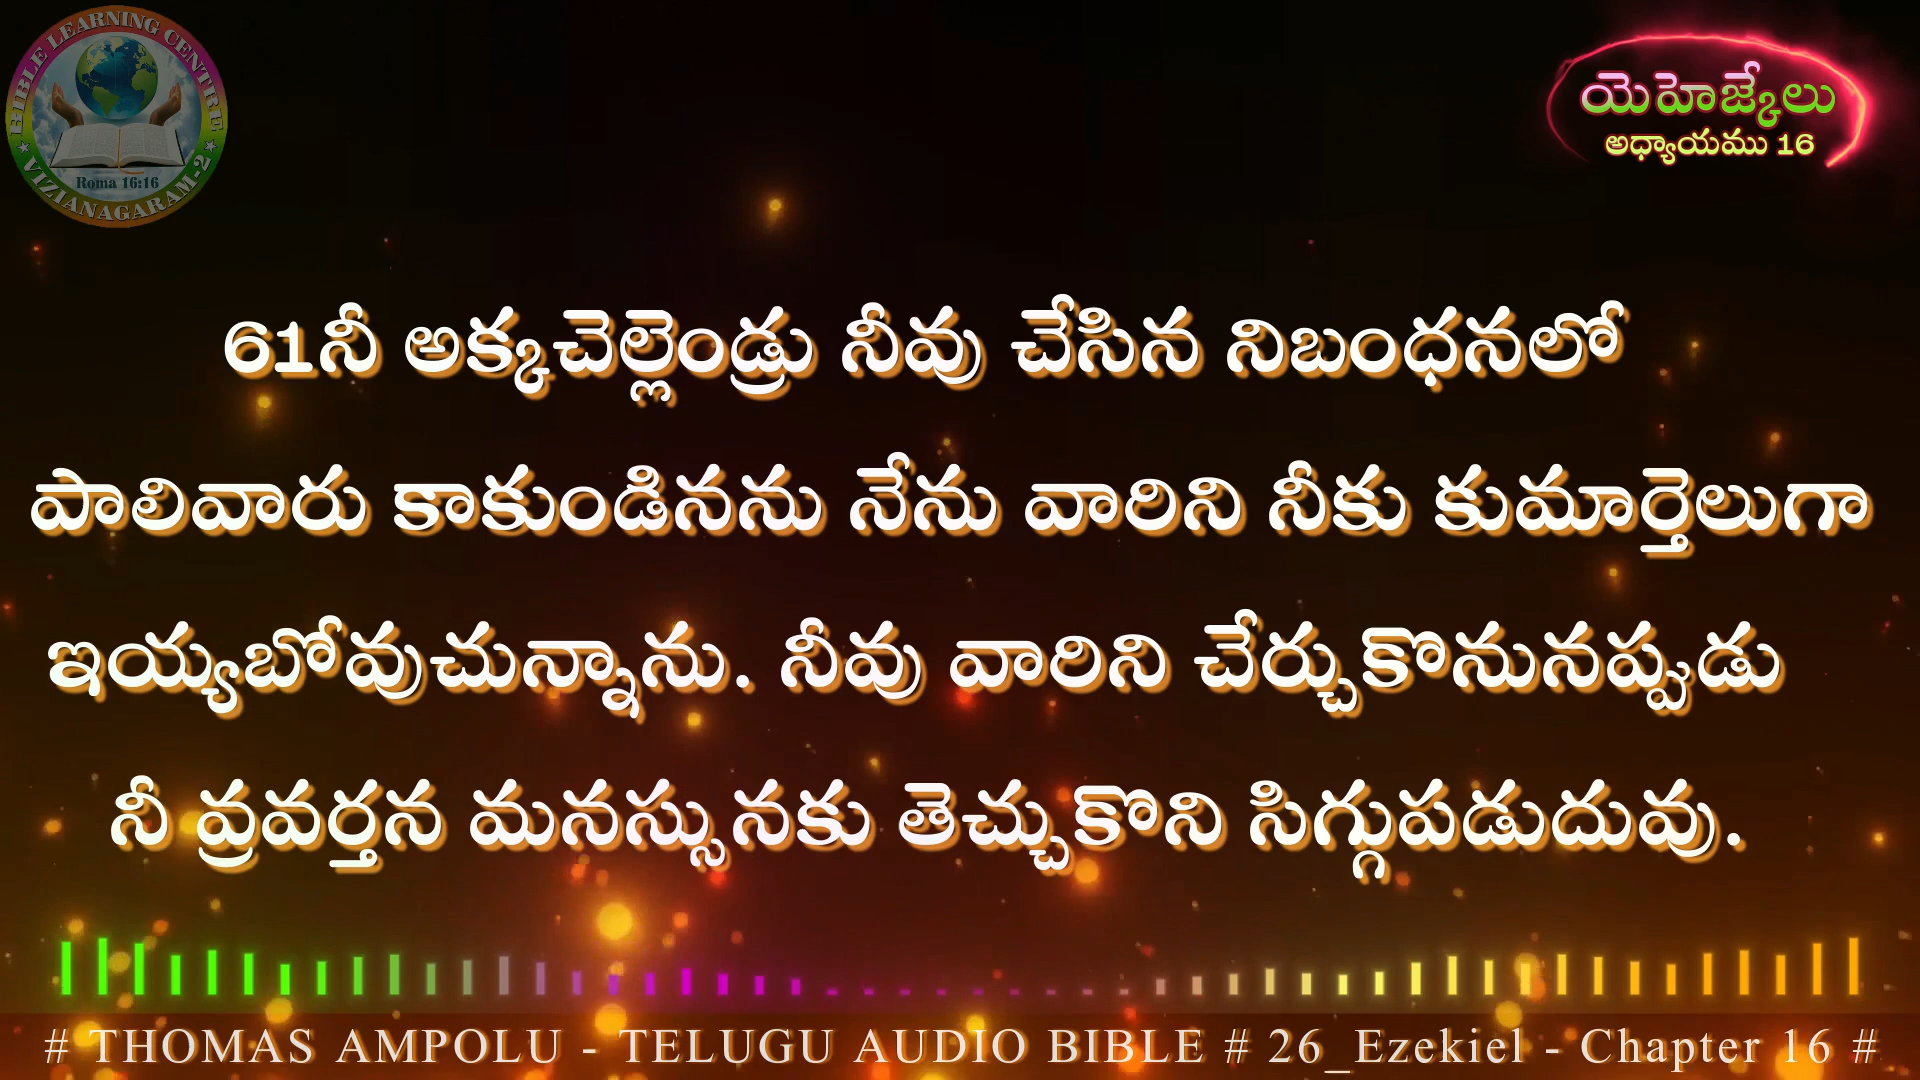 BIBLE LEARNING CENTRE
Roma 16:16
★ VIZIANAGARAM-2 ★
యెహెజ్కేలు
అధ్యాయము 16
61నీ అక్కచెల్లెండ్రు నీవు చేసిన నిబంధనలో
పాలివారు కాకుండినను నేను వారిని నీకు కుమార్తెలుగా
ఇయ్యబోవుచున్నాను. నీవు వారిని చేర్చుకొనునప్పుడు
నీ వ్రవర్తన మనస్సునకు తెచ్చుకొని సిగ్గుపడుదువు.
# THOMAS AMPOLU - TELUGU AUDIO BIBLE # 26_Ezekiel - Chapter 16 #